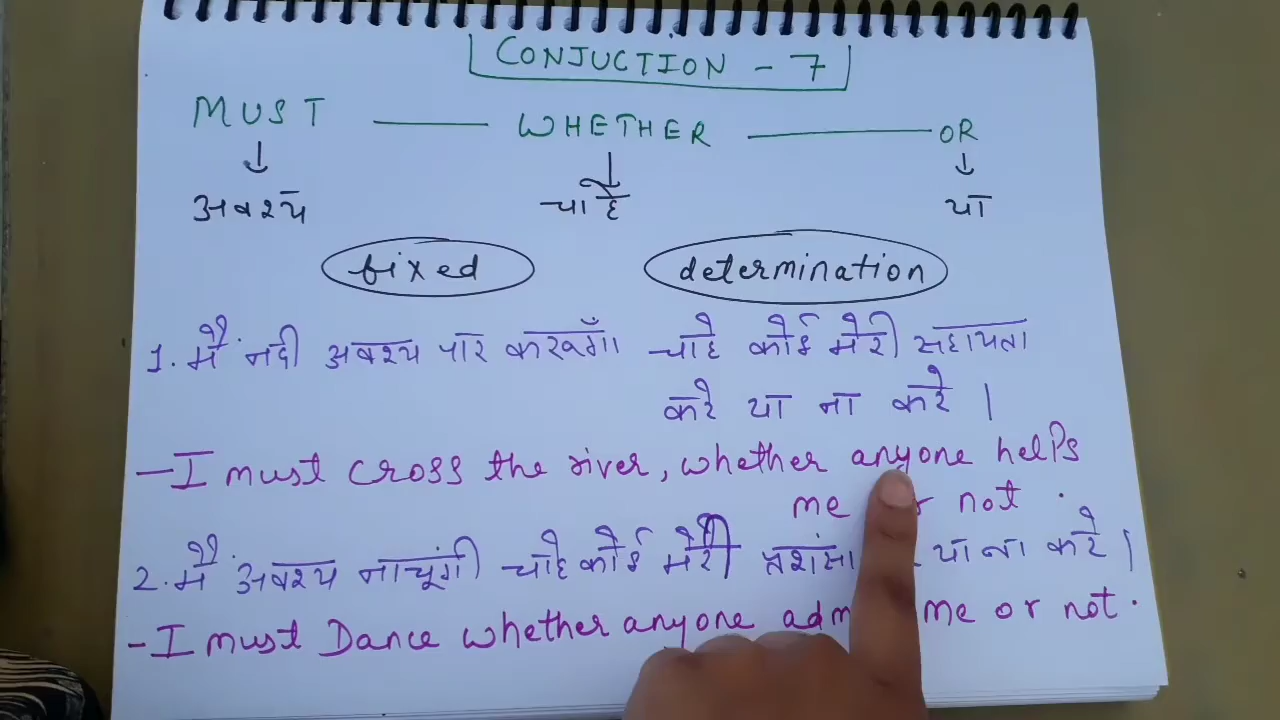 CONJUCTION - 7
MUST — WHETHER — OR
अवश्य चाहे या
fixed determination
1. मैं नदी अवश्य पार करूंगा चाहे कोई मेरी सहायता
करे या ना करे |
- I must cross the river, whether anyone helps
me or not.
2. मैं अवश्य नाचूंगी चाहे कोई मेरी प्रशंसा या ना करे |
- I must Dance whether anyone me or not.